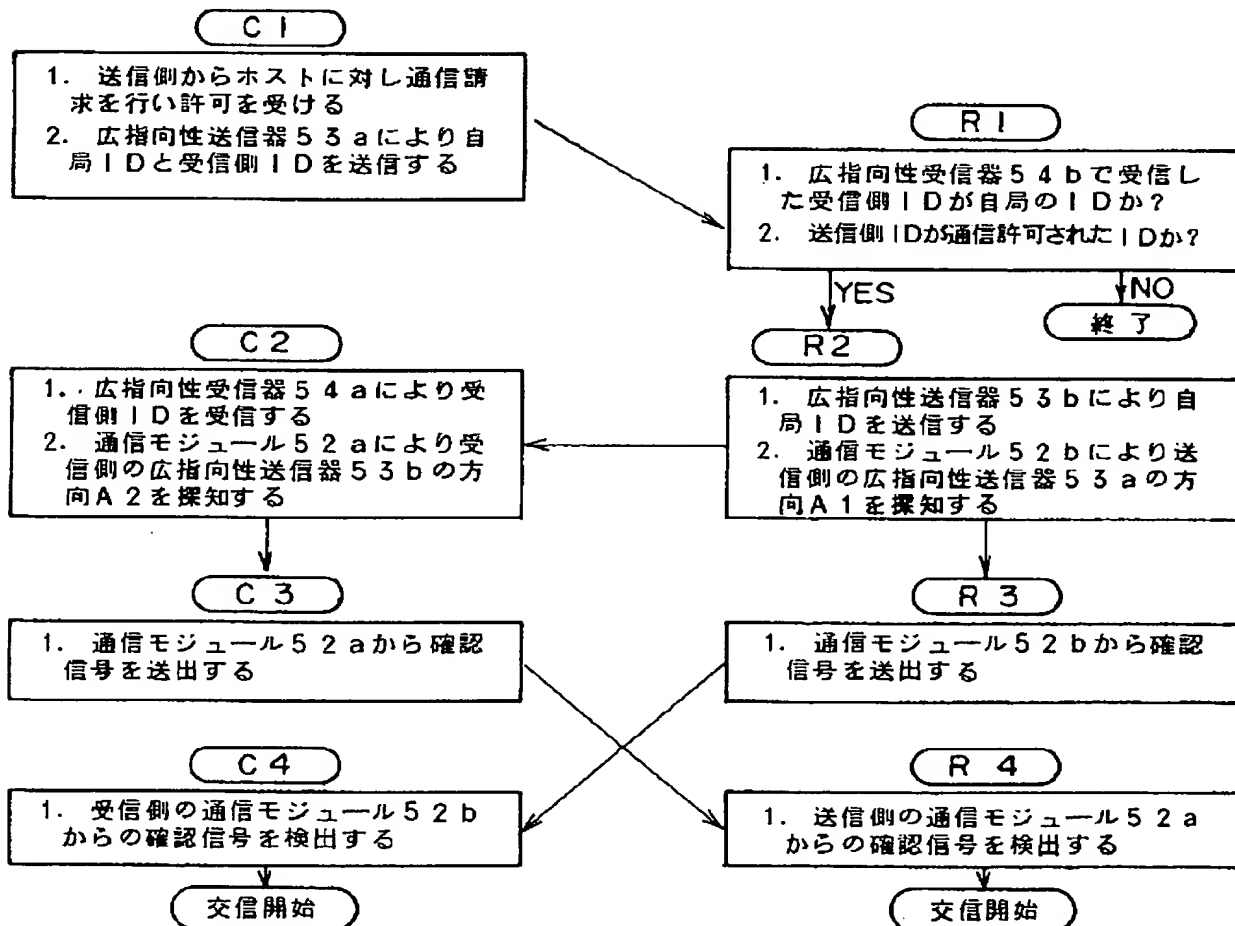 C1
1. 送信側からホストに対し通信請
求を行い許可を受ける
2. 広指向性送信器53aにより自
局IDと受信側IDを送信する
R1
1. 広指向性受信器54bで受信し
た受信側IDが自局のIDか?
2. 送信側IDが通信許可されたIDか?
YES
NO
終了
C2
1. 広指向性受信器54aにより受
信側IDを受信する
2. 通信モジュール52aにより受
信側の広指向性送信器53bの方
向A2を探知する
R2
1. 広指向性送信器53bにより自
局IDを送信する
2. 通信モジュール52bにより送
信側の広指向性送信器53aの方
向A1を探知する
C3
1. 通信モジュール52aから確認
信号を送出する
R3
1. 通信モジュール52bから確認
信号を送出する
C4
1. 受信側の通信モジュール52b
からの確認信号を検出する
交信開始
R4
1. 送信側の通信モジュール52a
からの確認信号を検出する
交信開始